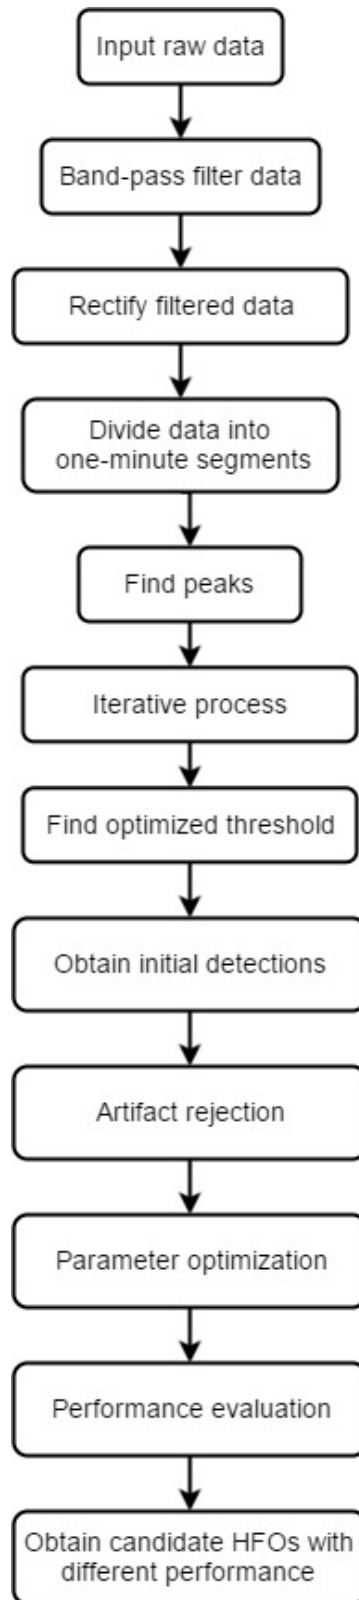 Input raw data
Band-pass filter data
Rectify filtered data
Divide data into
one-minute segments
Find peaks
Iterative process
Find optimized threshold
Obtain initial detections
Artifact rejection
Parameter optimization
Performance evaluation
Obtain candidate HFOs with
different performance